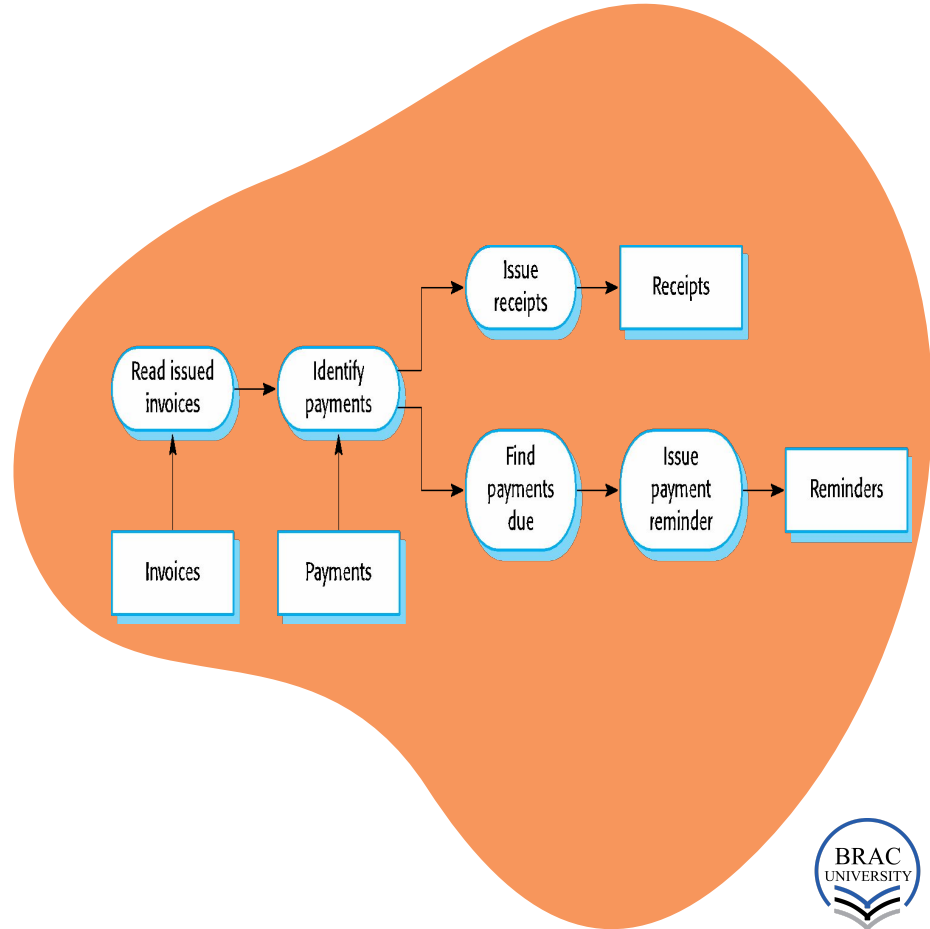 Issue
receipts
Receipts
Read issued
invoices
Identify
payments
Find
payments
due
Issue
payment
reminder
Reminders
Invoices
Payments
BRAC
UNIVERSITY